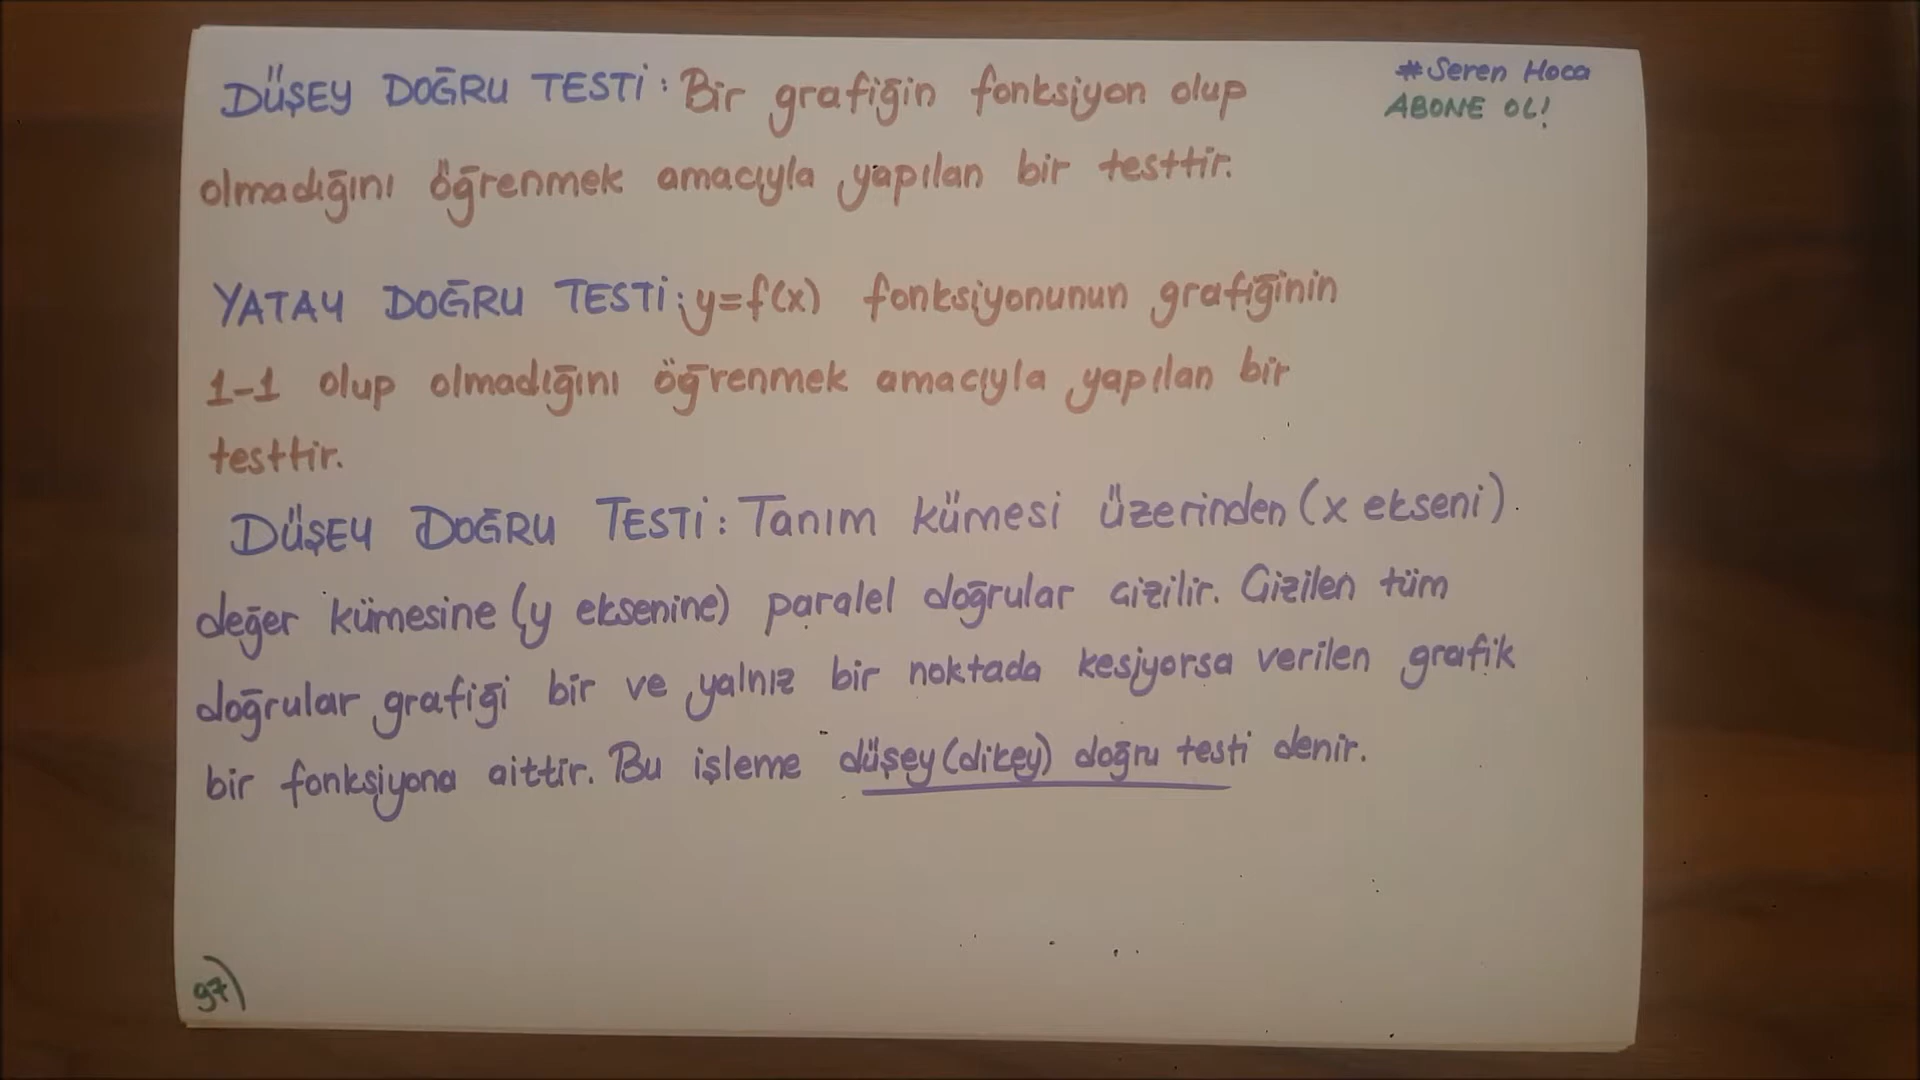 DÜŞEY DOĞRU TESTİ: Bir grafiğin fonksiyon olup
#Seren Hoca
ABONE OL!
olmadığını öğrenmek amacıyla yapılan bir testtir.
YATAY DOĞRU TESTİ: y=f(x) fonksiyonunun grafiğinin
1-1 olup olmadığını öğrenmek amacıyla yapılan bir
testtir.
DÜŞEY DOĞRU TESTİ: Tanım kümesi üzerinden (x ekseni)
değer kümesine (y eksenine) paralel doğrular çizilir. Çizilen tüm
doğrular grafiği bir ve yalnız bir noktada kesiyorsa verilen grafik
bir fonksiyona aittir. Bu işleme düşey (dikey) doğru testi denir.
97)